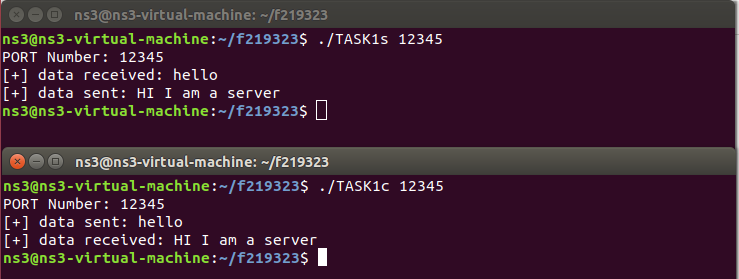 ns3@ns3-virtual-machine: ~/f219323
ns3@ns3-virtual-machine:~/f219323$ ./TASK1s 12345
PORT Number: 12345
[+] data received: hello
[+] data sent: HI I am a server
ns3@ns3-virtual-machine:~/f219323$
ns3@ns3-virtual-machine: ~/f219323
ns3@ns3-virtual-machine:~/f219323$ ./TASK1c 12345
PORT Number: 12345
[+] data sent: hello
[+] data received: HI I am a server
ns3@ns3-virtual-machine:~/f219323$